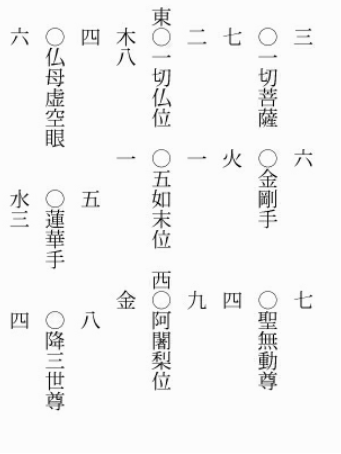 三　六　七
○一切菩薩　○金剛手　○聖無動尊
七　火　四
二　一　九
東○一切仏位　○五如末位　西○阿闍梨位
木八　一　金
四　五　八
○仏母虚空眼　○蓮華手　○降三世尊
六　水三　四